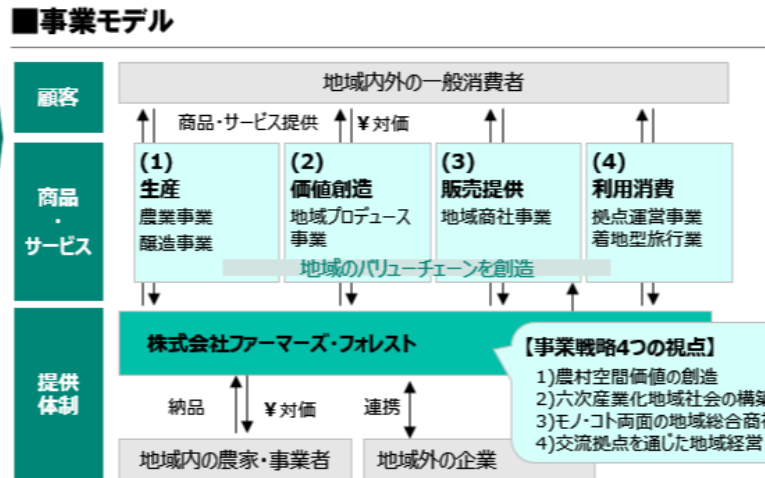 ■事業モデル
顧客
地域内外の一般消費者
商品・サービス提供
¥対価
商品
・
サービス
(1)
生産
農業事業
醸造事業
(2)
価値創造
地域プロデュース
事業
(3)
販売提供
地域商社事業
(4)
利用消費
拠点運営事業
着地型旅行業
地域のバリューチェーンを創造
提供
体制
株式会社ファーマーズ・フォレスト
【事業戦略4つの視点】
1)農村空間価値の創造
2)六次産業化地域社会の構築
3)モノ・コト両面の地域総合商社
4)交流拠点を通じた地域経営
納品
¥対価
連携
地域内の農家・事業者
地域外の企業